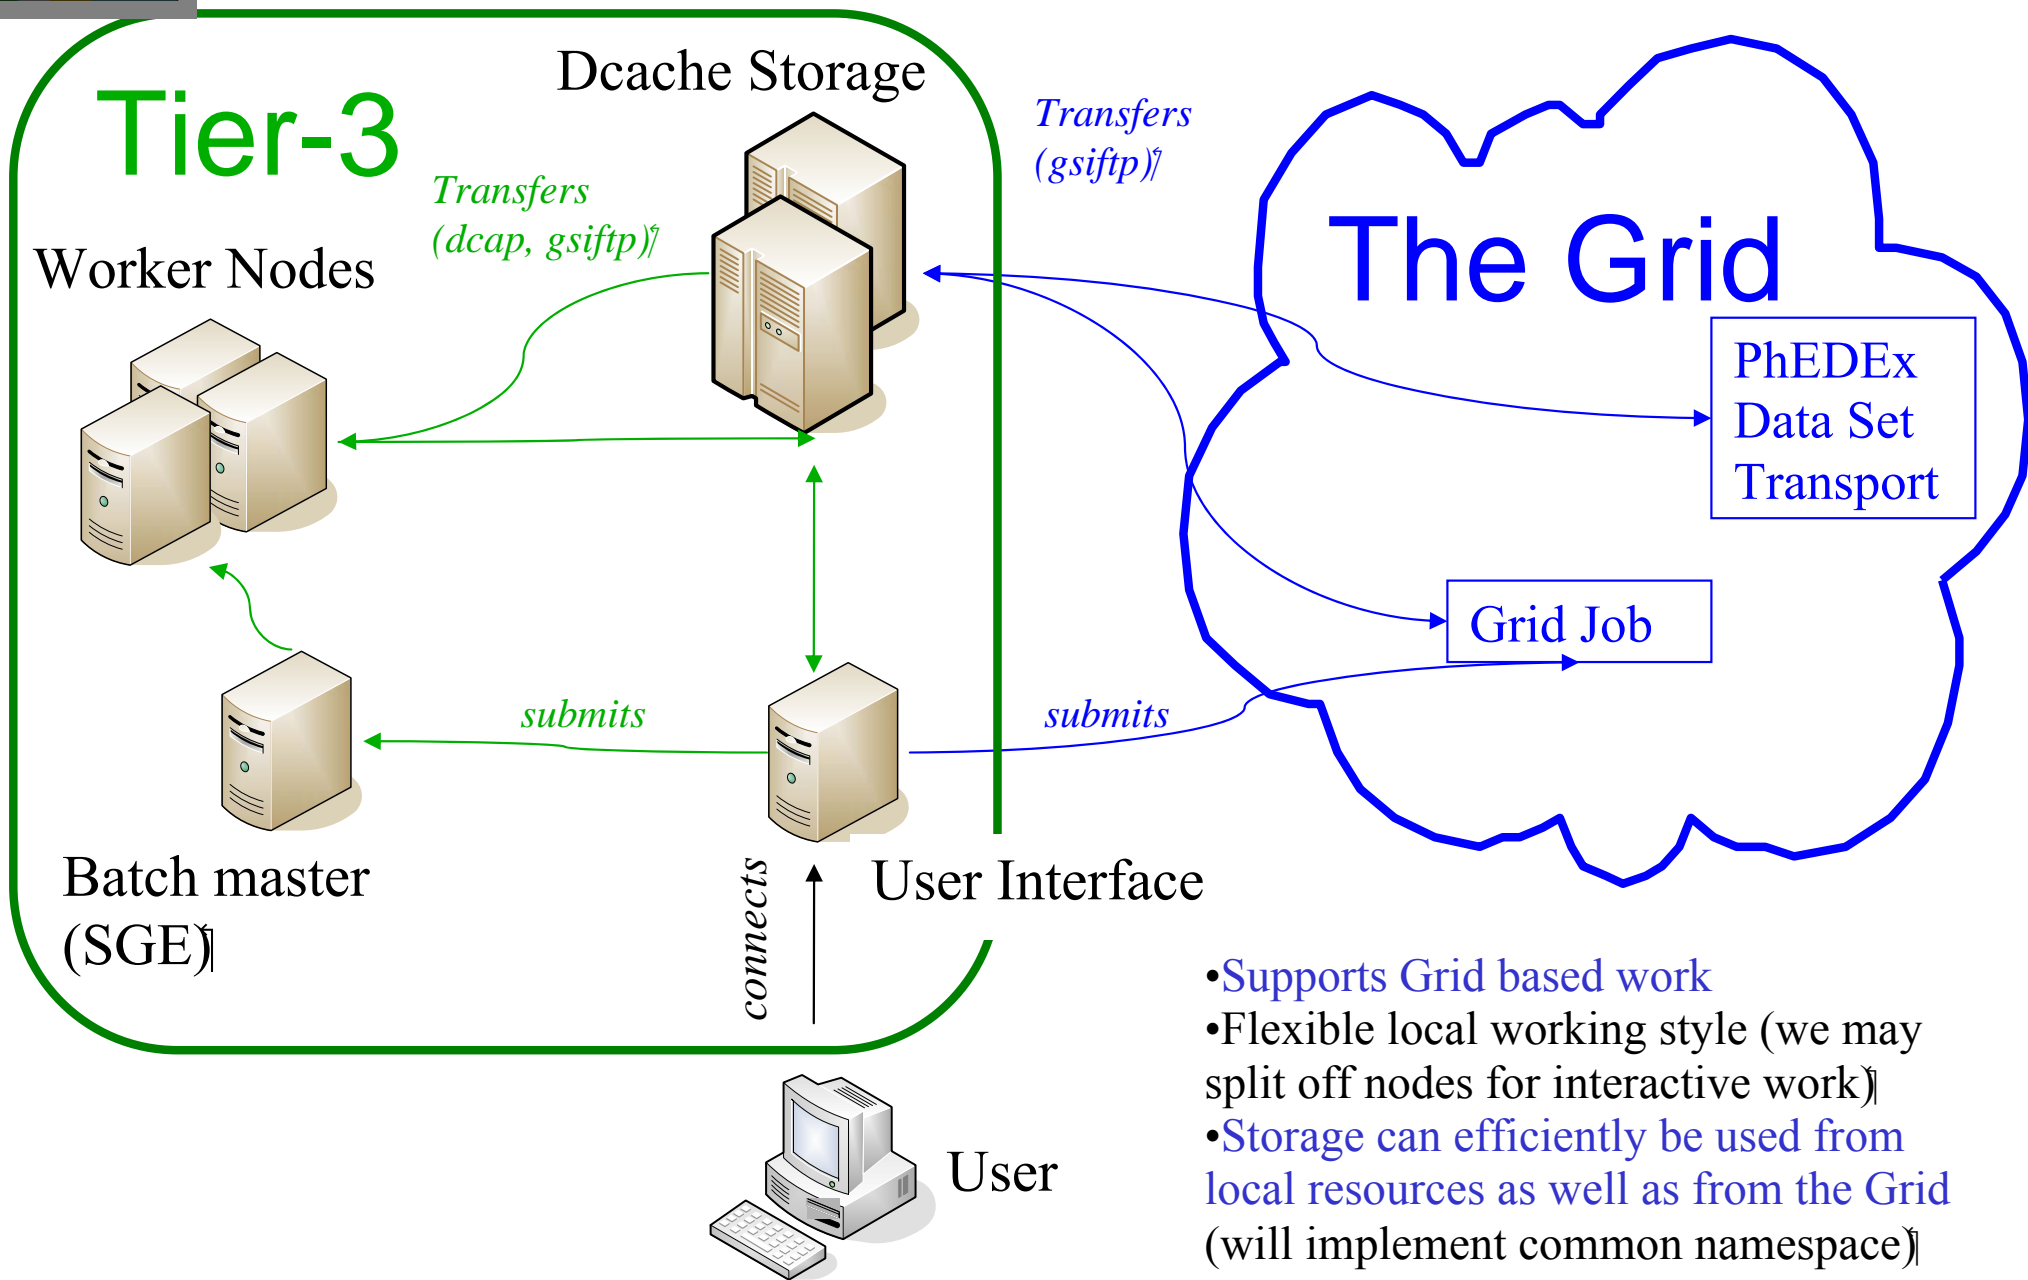 Dcache Storage
Tier-3
Transfers
(gsiftp)
Transfers
(dcap, gsiftp)
The Grid
Worker Nodes
PhEDEx
Data Set
Transport
Grid Job
submits
submits
Batch master
(SGE)
connects
User Interface
•Supports Grid based work
•Flexible local working style (we may
split off nodes for interactive work)
•Storage can efficiently be used from
local resources as well as from the Grid
(will implement common namespace)
User